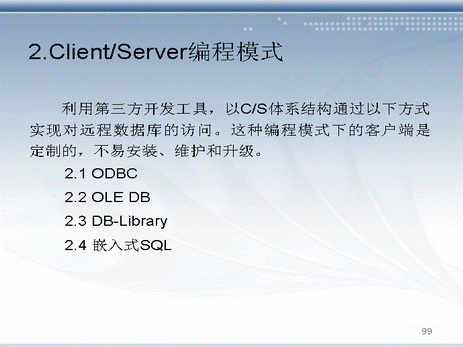 2.Client/Server编程模式
利用第三方开发工具，以C/S体系结构通过以下方式
实现对远程数据库的访问。这种编程模式下的客户端是
定制的，不易安装、维护和升级。
2.1 ODBC
2.2 OLE DB
2.3 DB-Library
2.4 嵌入式SQL
99